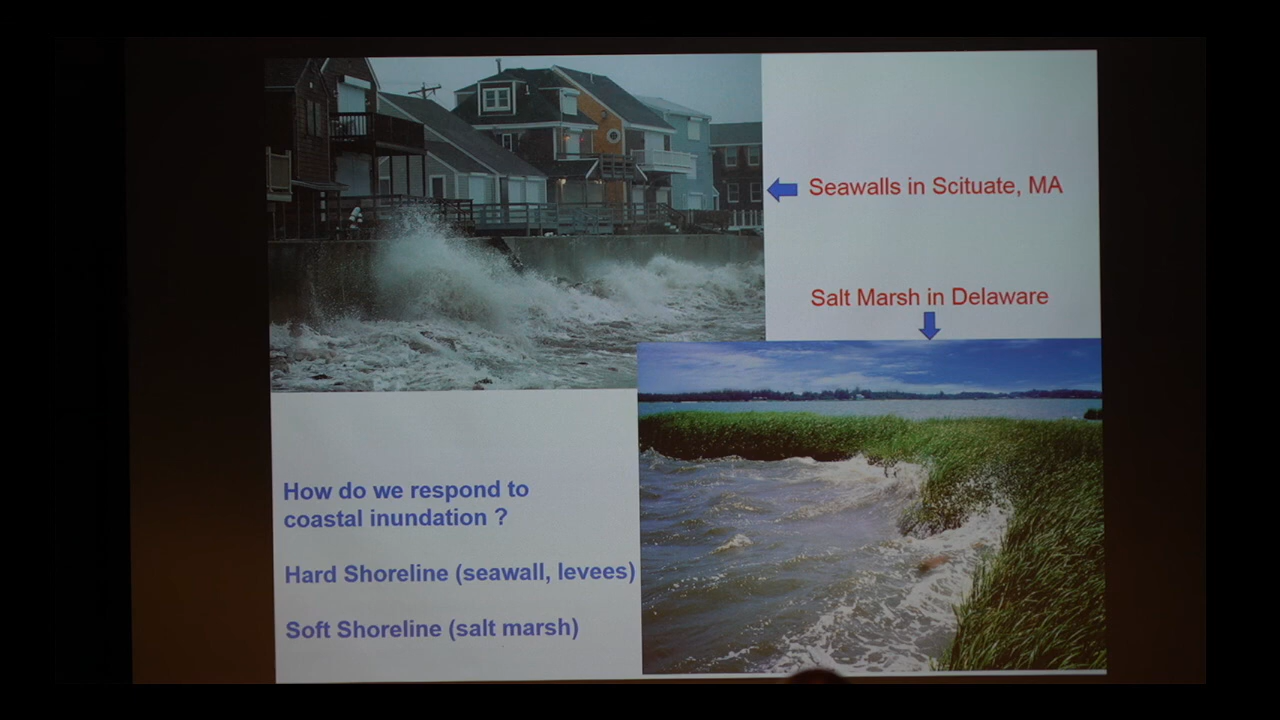 Seawalls in Scituate, MA
Salt Marsh in Delaware
How do we respond to
coastal inundation ?
Hard Shoreline (seawall, levees)
Soft Shoreline (salt marsh)